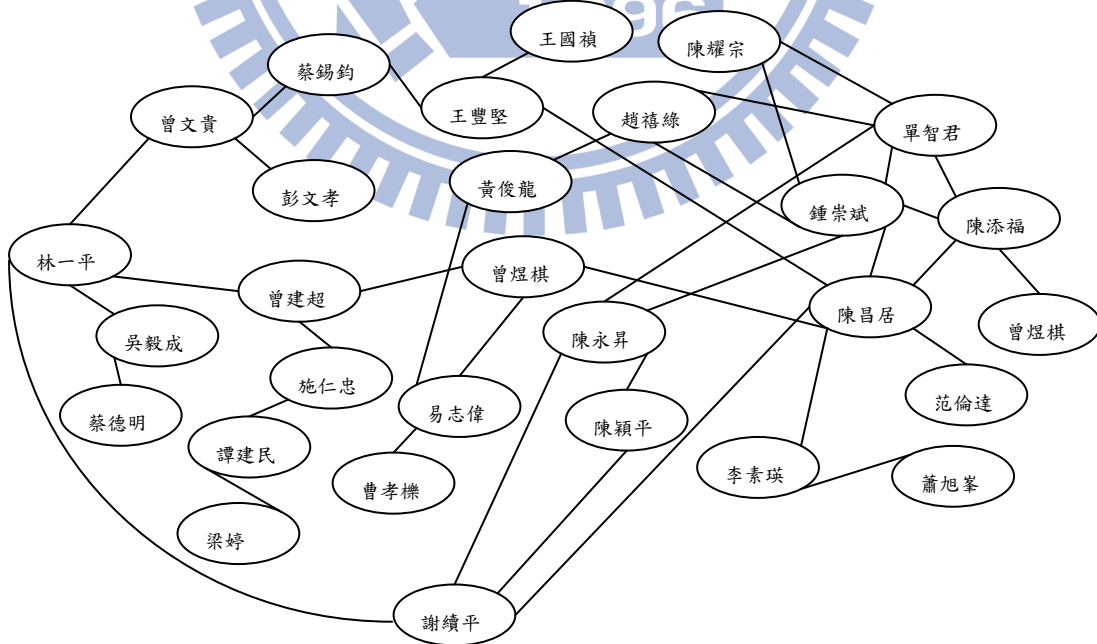 1896
王國禎
陳耀宗
蔡錫鈞
王豐堅
趙禧綠
曾文貴
單智君
彭文孝
黃俊龍
鍾崇斌
陳添福
林一平
曾建超
曾煜棋
陳昌居
吳毅成
陳永昇
曾煜棋
施仁忠
蔡德明
易志偉
陳穎平
范倫達
譚建民
曹孝櫟
李素瑛
蕭旭峯
梁婷
謝續平